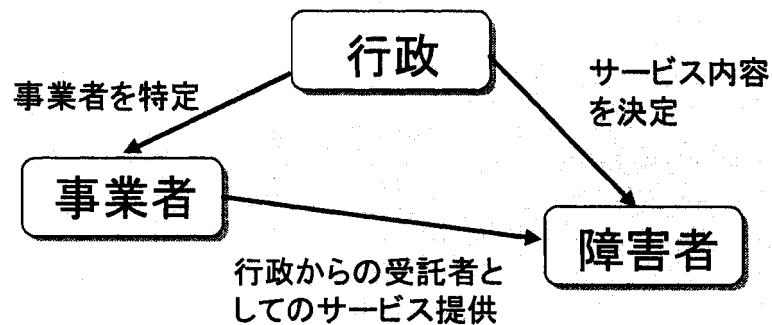 行政
サービス内容
を決定
事業者を特定
事業者
障害者
行政からの受託者と
してのサービス提供